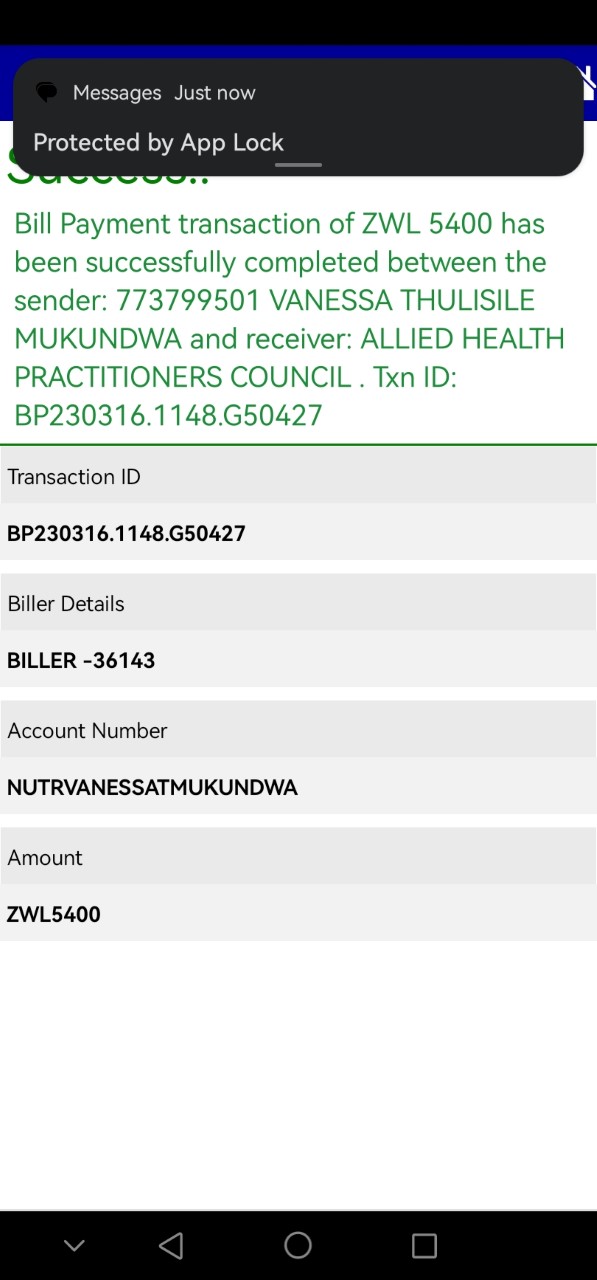 Messages Just now
Protected by App Lock
Success..
Bill Payment transaction of ZWL 5400 has
been successfully completed between the
sender: 773799501 VANESSA THULISILE
MUKUNDWA and receiver: ALLIED HEALTH
PRACTITIONERS COUNCIL . Txn ID:
BP230316.1148.G50427
Transaction ID
BP230316.1148.G50427
Biller Details
BILLER -36143
Account Number
NUTRVANESSATMUKUNDWA
Amount
ZWL5400